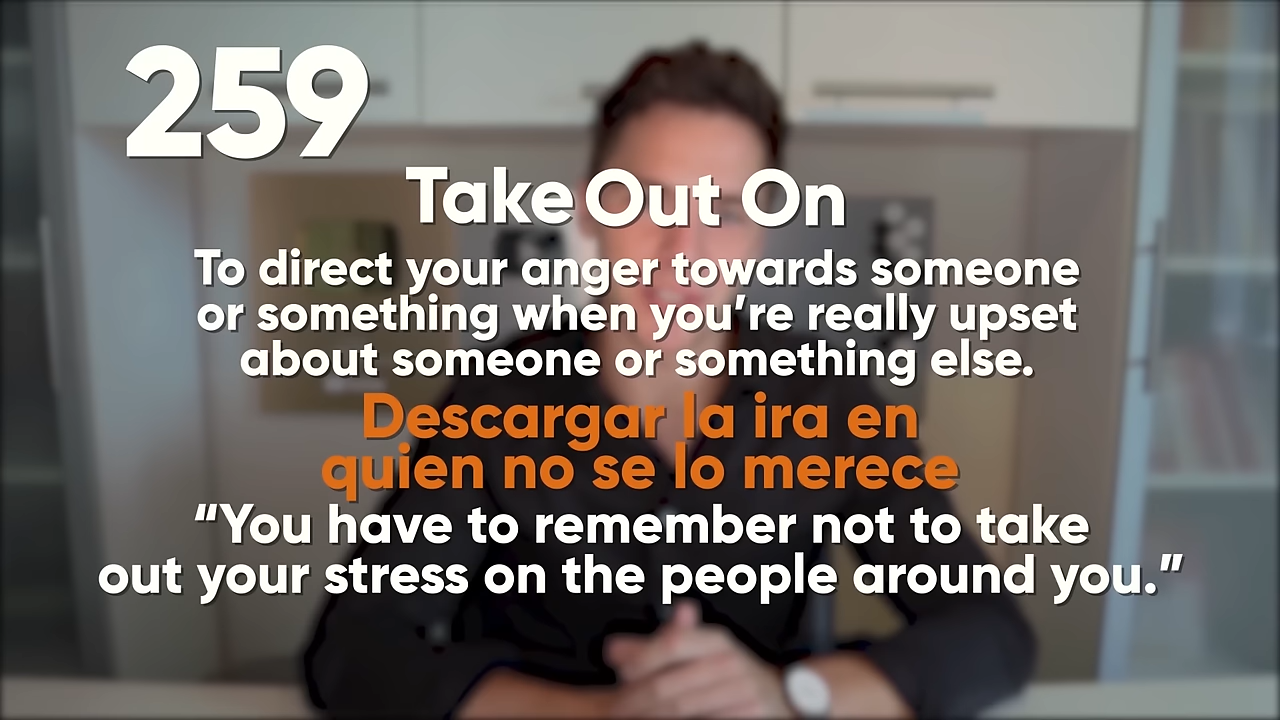 259
Take Out On
To direct your anger towards someone
or something when you’re really upset
about someone or something else.
Descargar la ira en
quien no se lo merece
“You have to remember not to take
out your stress on the people around you.”